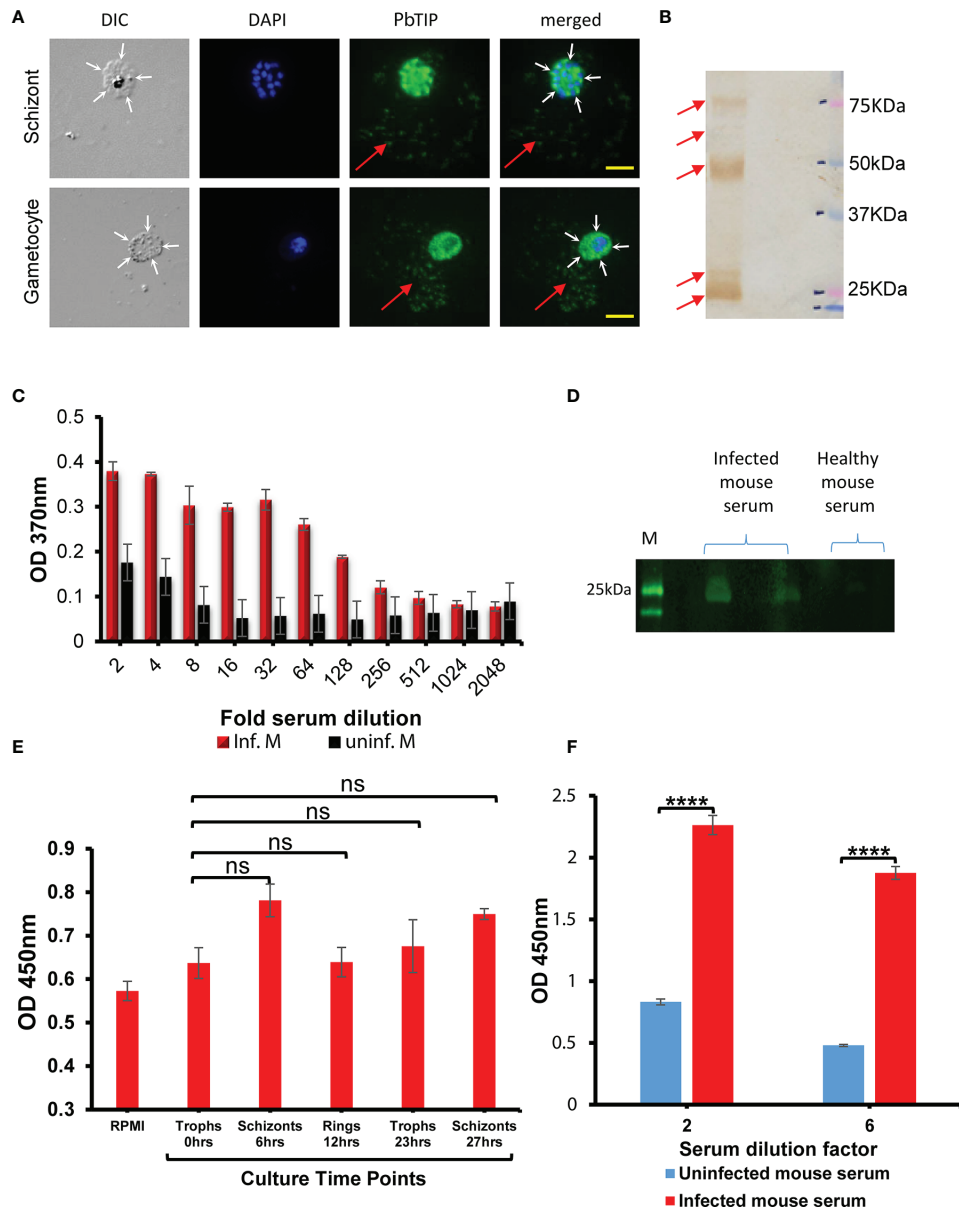 A
DIC
DAPI
PbTIP
merged
Schizont
Gametocyte
B
75KDa
50kDa
37KDa
25KDa
C
0.5
0.4
0.3
0.2
0.1
0
OD 370nm
2
4
8
16
32
64
128
256
512
1024
2048
Fold serum dilution
Inf. M
uninf. M
D
Infected
mouse
serum
Healthy
mouse
serum
M
25kDa
E
ns
ns
ns
ns
0.9
0.8
0.7
0.6
0.5
0.4
0.3
OD 450nm
RPMI
Trophs
0hrs
Schizonts
6hrs
Rings
12hrs
Trophs
23hrs
Schizonts
27hrs
Culture Time Points
F
2.5
2
1.5
1
0.5
0
OD 450nm
****
****
2
6
Serum dilution factor
Uninfected mouse serum
Infected mouse serum